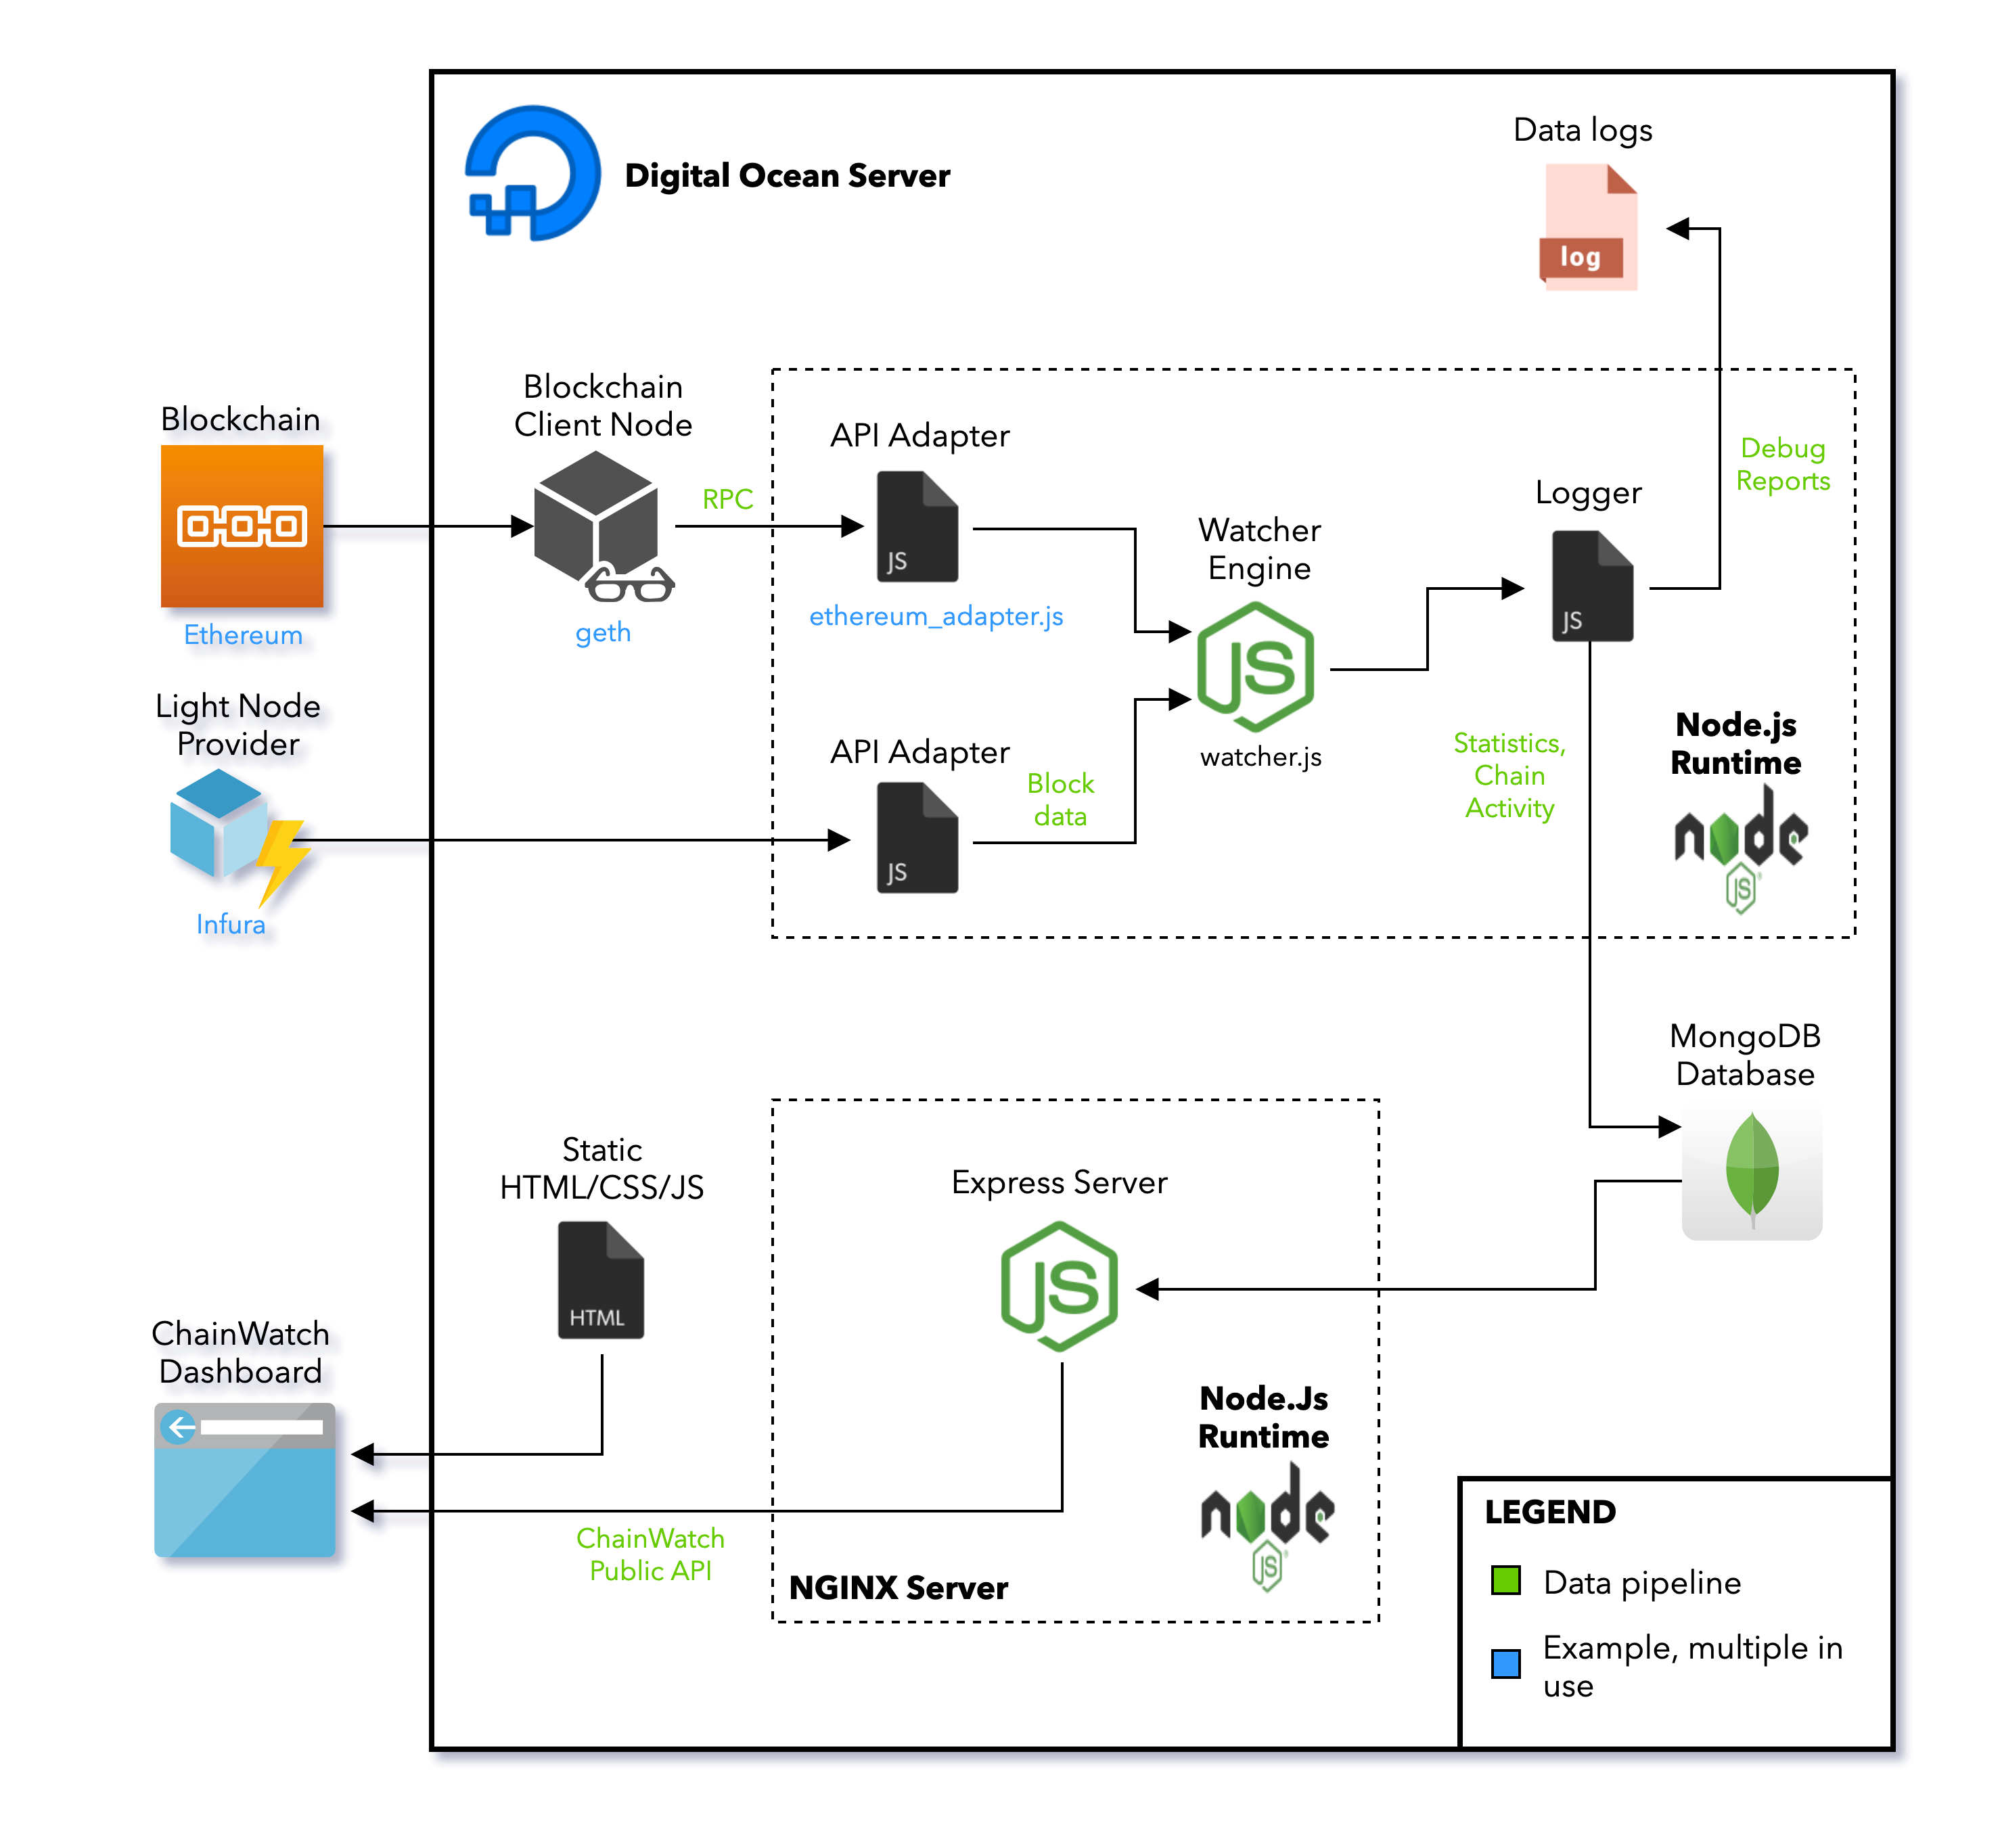 Digital Ocean Server
Data logs
log
Blockchain
Ethereum
Blockchain
Client Node
geth
RPC
API Adapter
JS
ethereum_adapter.js
Watcher
Engine
JS
watcher.js
Logger
JS
Debug
Reports
Light Node
Provider
Infura
API Adapter
JS
Block
data
Statistics,
Chain
Activity
Node.js
Runtime
node
JS
MongoDB
Database
Static
HTML/CSS/JS
HTML
Express Server
JS
ChainWatch
Dashboard
ChainWatch
Public API
Node.Js
Runtime
node
JS
NGINX Server
LEGEND
Data pipeline
Example, multiple in
use